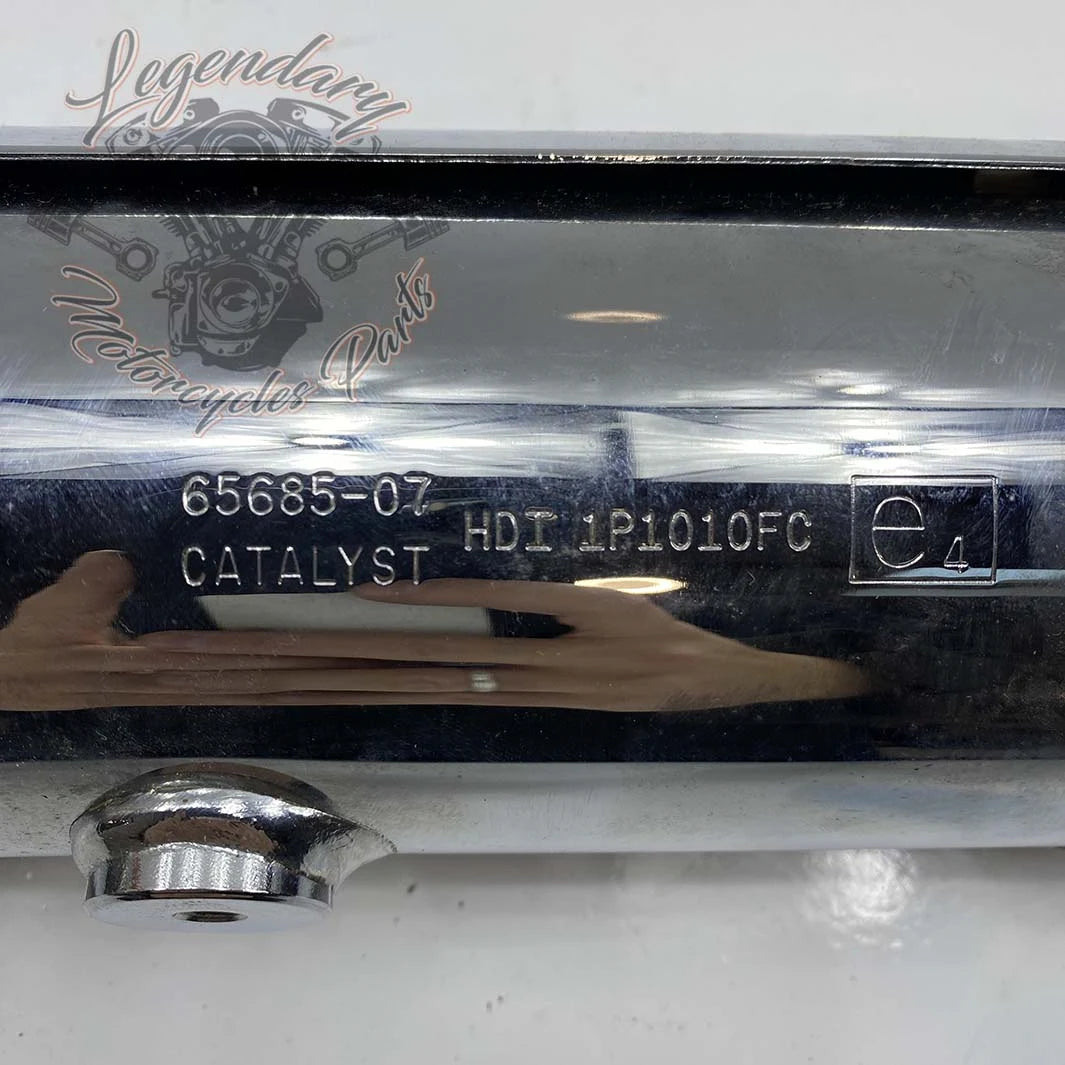 Legendary
Motorcycles Parts
65685-07
CATALYST
HDI 1P1010FC
e4